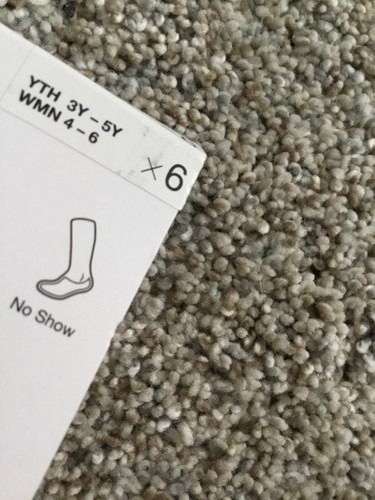 YTH 3Y – 5Y
WMN 4 – 6
×6
No Show